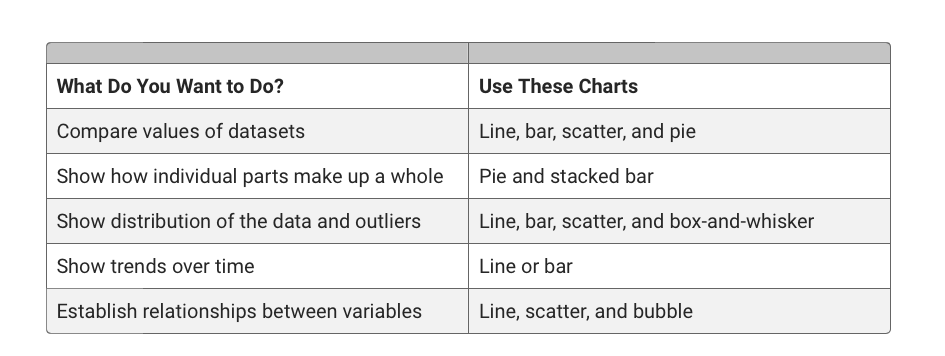 What Do You Want to Do? Use These Charts
Compare values of datasets Line, bar, scatter, and pie
Show how individual parts make up a whole Pie and stacked bar
Show distribution of the data and outliers Line, bar, scatter, and box-and-whisker
Show trends over time Line or bar
Establish relationships between variables Line, scatter, and bubble